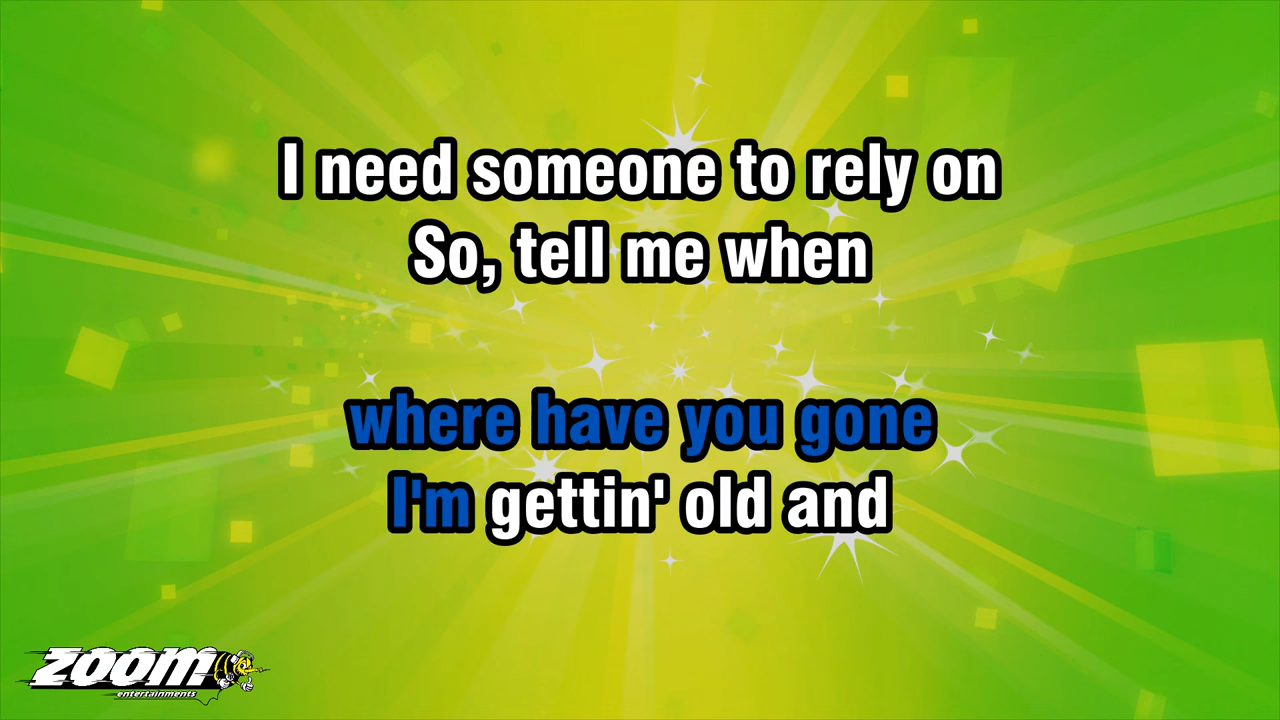 I need someone to rely on
So, tell me when
where have you gone
I'm gettin' old and
ZOOM
entertainments